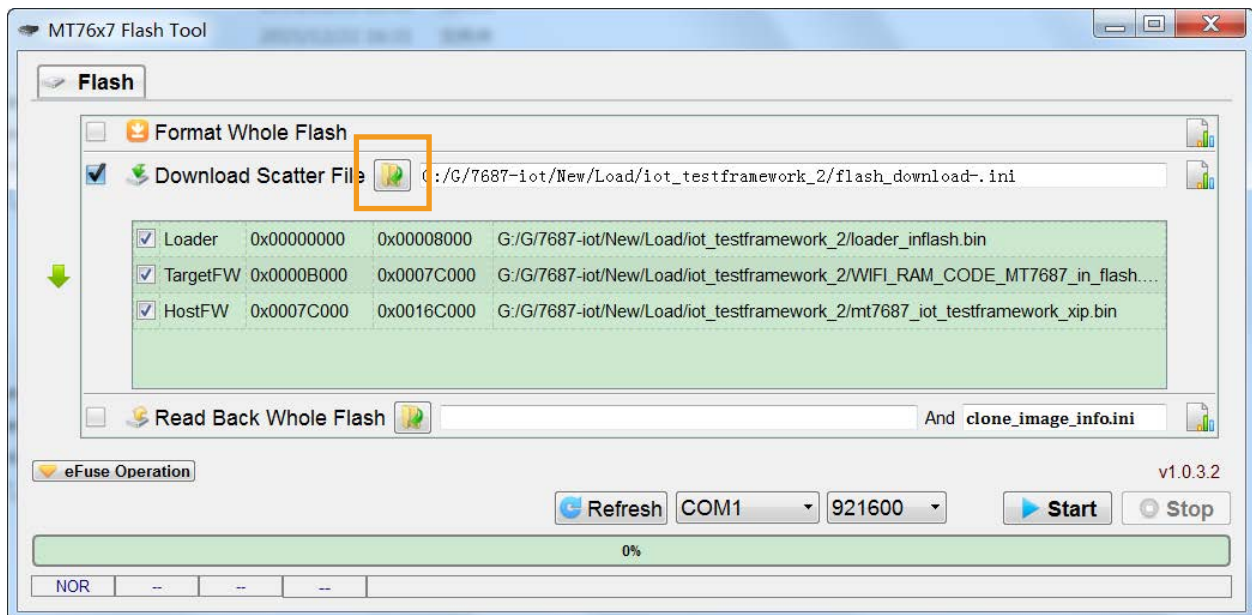 MT76x7 Flash Tool
Flash
Format Whole Flash
Download Scatter File :/G/7687-iot/New/Load/iot_testframework_2/flash_download-.ini
Loader 0x00000000 0x00008000 G:/G/7687-iot/New/Load/iot_testframework_2/loader_inflash.bin
TargetFW 0x0000B000 0x0007C000 G:/G/7687-iot/New/Load/iot_testframework_2/WIFI_RAM_CODE_MT7687_in_flash....
HostFW 0x0007C000 0x0016C000 G:/G/7687-iot/New/Load/iot_testframework_2/mt7687_iot_testframework_xip.bin
Read Back Whole Flash And clone_image_info.ini
eFuse Operation v1.0.3.2
Refresh COM1 921600 Start Stop
0%
NOR -- -- --